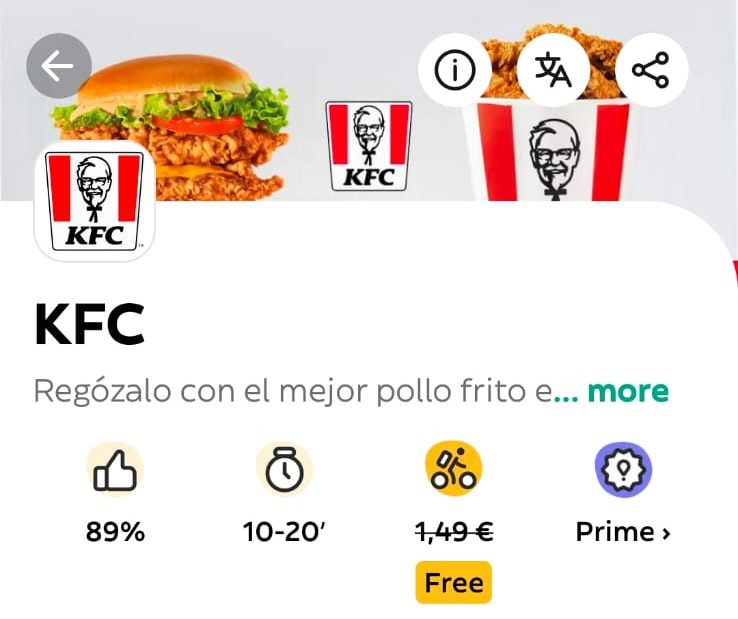 KFC
KFC
KFC
Regózalo con el mejor pollo frito e... more
89%
10-20’
1,49 €
Free
Prime ›